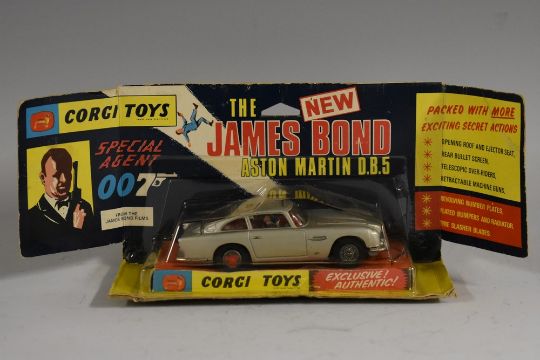 CORGI TOYS
SPECIAL
AGENT
007
FROM THE
JAMES BOND FILMS
THE
NEW
JAMES BOND
ASTON MARTIN D.B.5
PACKED WITH MORE
EXCITING SECRET ACTIONS
OPENING ROOF AND EJECTOR SEAT.
REAR BULLET SCREEN.
TELESCOPIC OVER-RIDERS.
RETRACTABLE MACHINE GUNS.
REVOLVING NUMBER PLATES.
PLATED BUMPERS AND RADIATOR.
TYRE SLASHER BLADES.
CORGI TOYS
EXCLUSIVE!
AUTHENTIC!